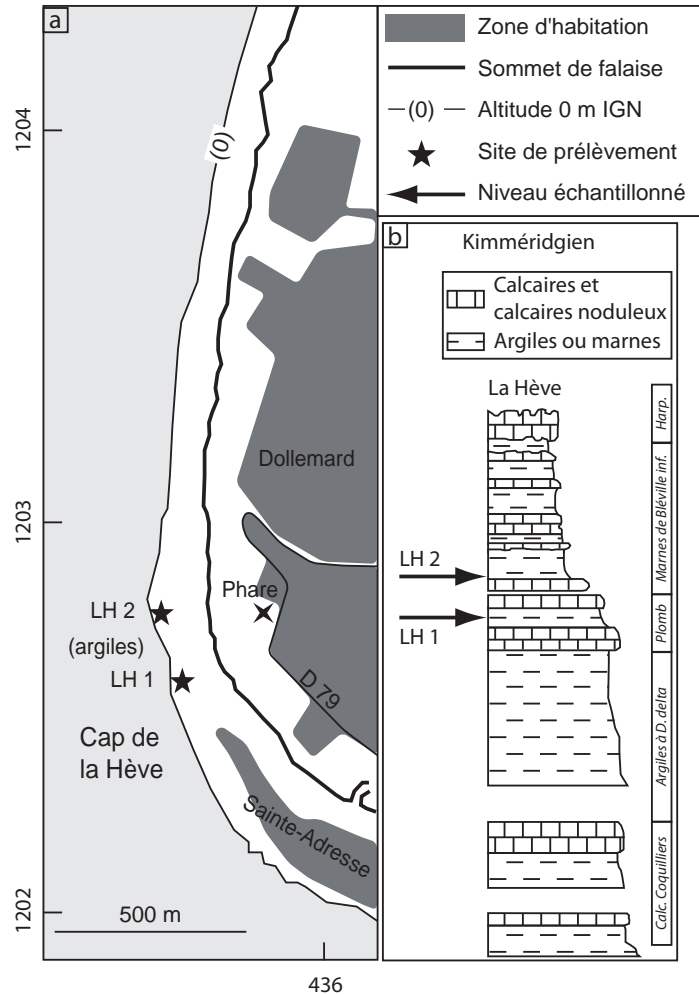 a
1204
1203
1202
(0)
Dollemard
Phare
LH 2
(argiles)
LH 1
D 79
Cap de
la Hève
Sainte-Adresse
500 m
436
Zone d'habitation
Sommet de falaise
(0)
Altitude 0 m IGN
Site de prélèvement
Niveau échantillonné
b
Kimméridgien
Calcaires et
calcaires noduleux
Argiles ou marnes
La Hève
LH 2
LH 1
Harp.
Marnes de Bléville inf.
Plomb
Argiles à D. delta
Calc. Coquilliers